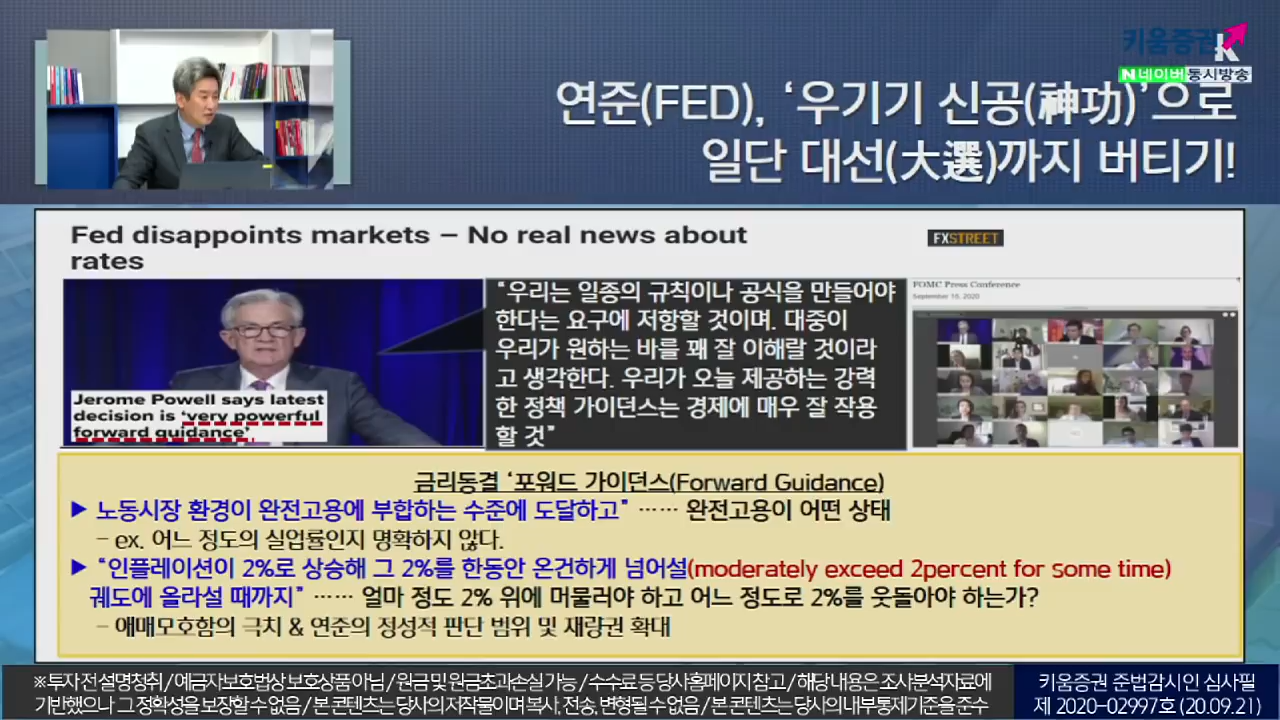 키움증권
N네이버 동시방송
연준(FED), ‘우기기 신공(神功)’으로
일단 대선(大選)까지 버티기!
Fed disappoints markets – No real news about
rates
FXSTREET
Jerome Powell says latest
decision is ‘very powerful
forward guidance’
“우리는 일종의 규칙이나 공식을 만들어야
한다는 요구에 저항할 것이며. 대중이
우리가 원하는 바를 꽤 잘 이해랄 것이라
고 생각한다. 우리가 오늘 제공하는 강력
한 정책 가이던스는 경제에 매우 잘 작용
할 것”
FOMC Press Conference
September 16, 2020
금리동결 ‘포워드 가이던스(Forward Guidance)
▶ 노동시장 환경이 완전고용에 부합하는 수준에 도달하고” …… 완전고용이 어떤 상태
– ex. 어느 정도의 실업률인지 명확하지 않다.
▶ “인플레이션이 2%로 상승해 그 2%를 한동안 온건하게 넘어설(moderately exceed 2percent for some time)
궤도에 올라설 때까지” …… 얼마 정도 2% 위에 머물러야 하고 어느 정도로 2%를 웃돌아야 하는가?
– 애매모호함의 극치 & 연준의 정성적 판단 범위 및 재량권 확대
※ 투자 전 설명청취 / 예금자보호법상 보호상품 아님 / 원금 및 원금초과손실 가능 / 수수료 등 당사홈페이지 참고 / 해당 내용은 조사분석자료에
기반했으나 그 정확성을 보장할 수 없음 / 본 콘텐츠는 당사의 저작물이며 복사, 전송, 변형될 수 없음 / 본 콘텐츠는 당사의 내부통제기준을 준수
키움증권 준법감시인 심사필
제 2020-02997호 (20.09.21)